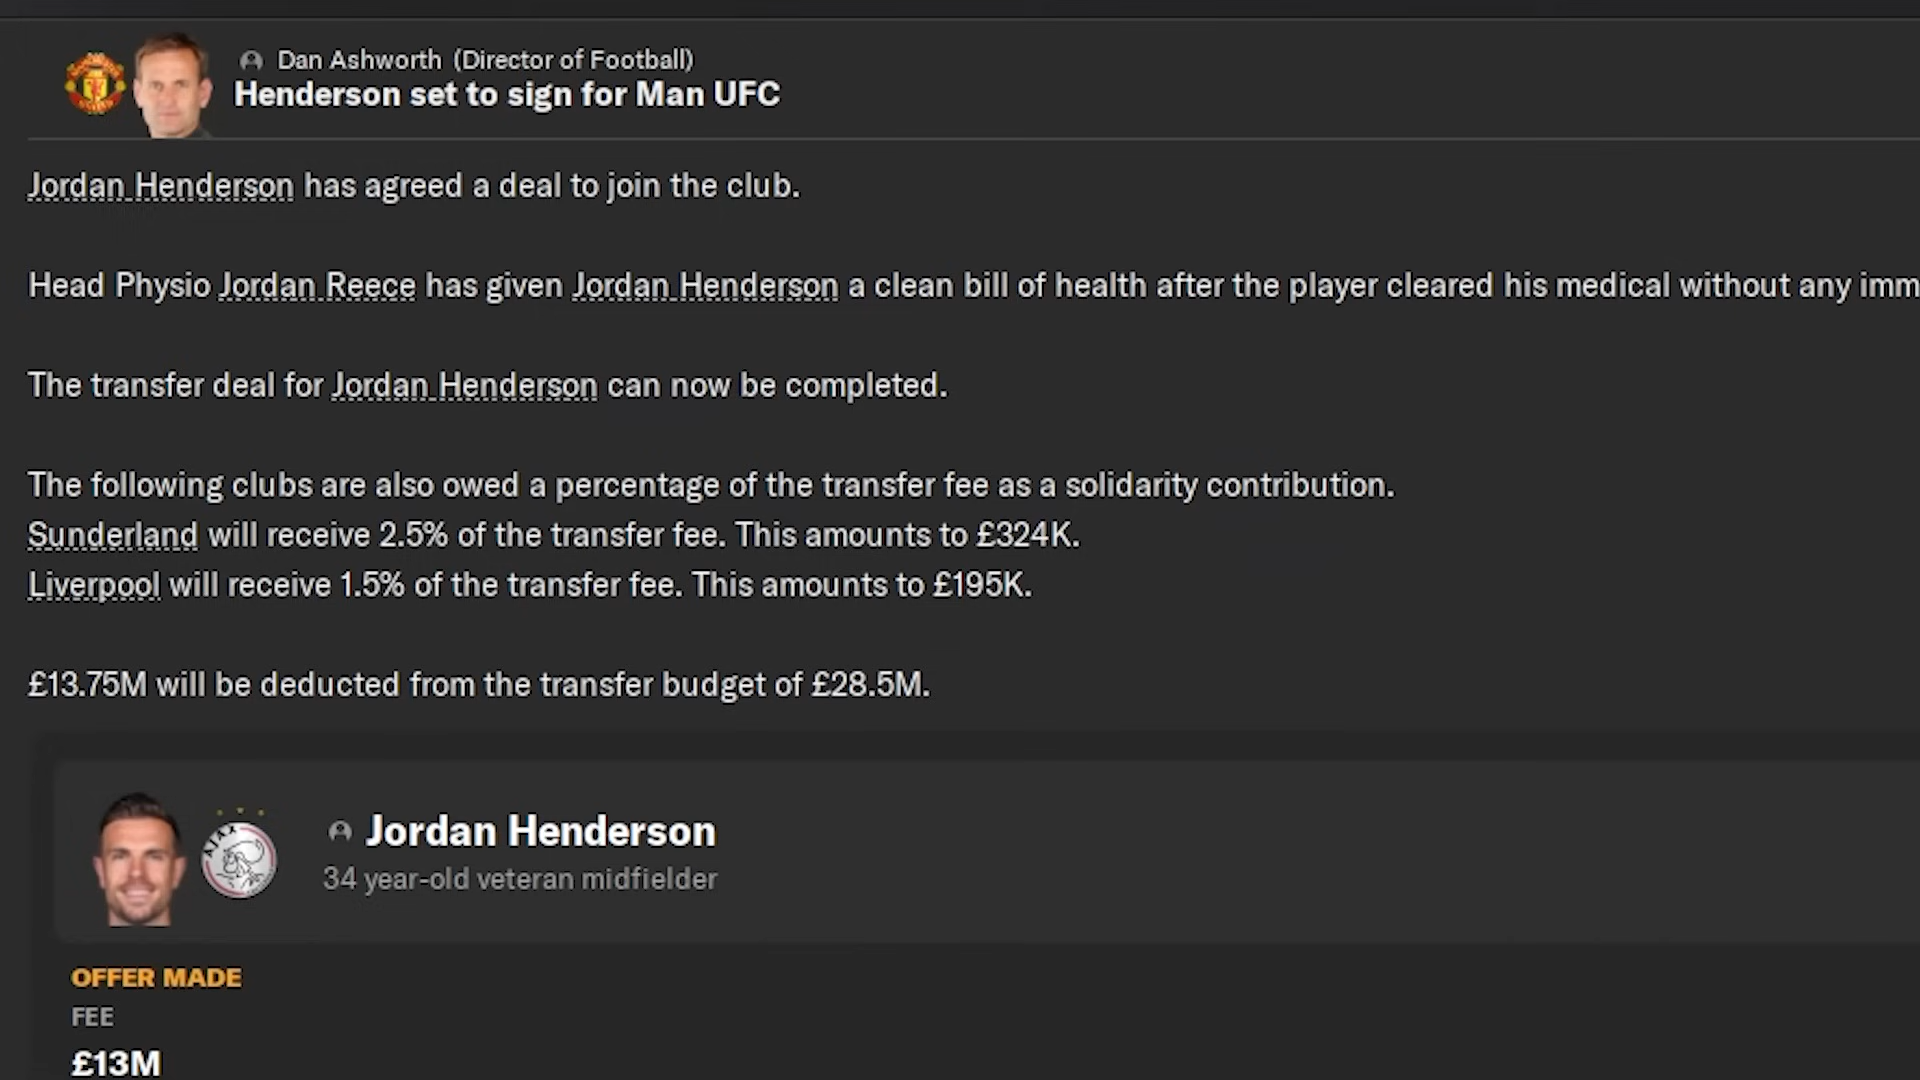 Dan Ashworth (Director of Football)
Henderson set to sign for Man UFC
Jordan Henderson has agreed a deal to join the club.
Head Physio Jordan Reece has given Jordan Henderson a clean bill of health after the player cleared his medical without any imm
The transfer deal for Jordan Henderson can now be completed.
The following clubs are also owed a percentage of the transfer fee as a solidarity contribution.
Sunderland will receive 2.5% of the transfer fee. This amounts to £324K.
Liverpool will receive 1.5% of the transfer fee. This amounts to £195K.
£13.75M will be deducted from the transfer budget of £28.5M.
AJAX
Jordan Henderson
34 year-old veteran midfielder
OFFER MADE
FEE
£13M